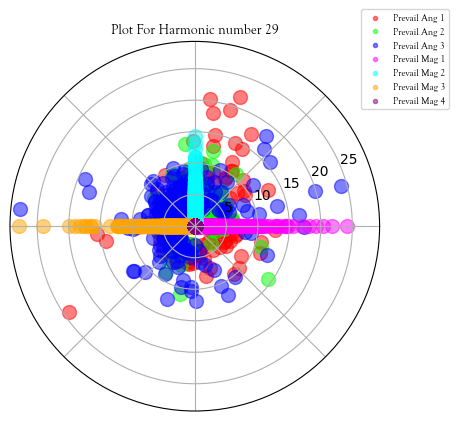 Plot For Harmonic number 29
Prevail Ang 1
Prevail Ang 2
Prevail Ang 3
Prevail Mag 1
Prevail Mag 2
Prevail Mag 3
Prevail Mag 4
25
20
15
10
5